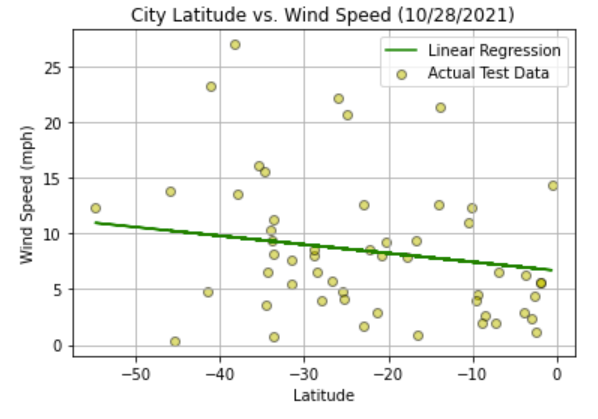 City Latitude vs. Wind Speed (10/28/2021)
Linear Regression
Actual Test Data
25
20
15
10
5
0
Wind Speed (mph)
−50 −40 −30 −20 −10 0
Latitude